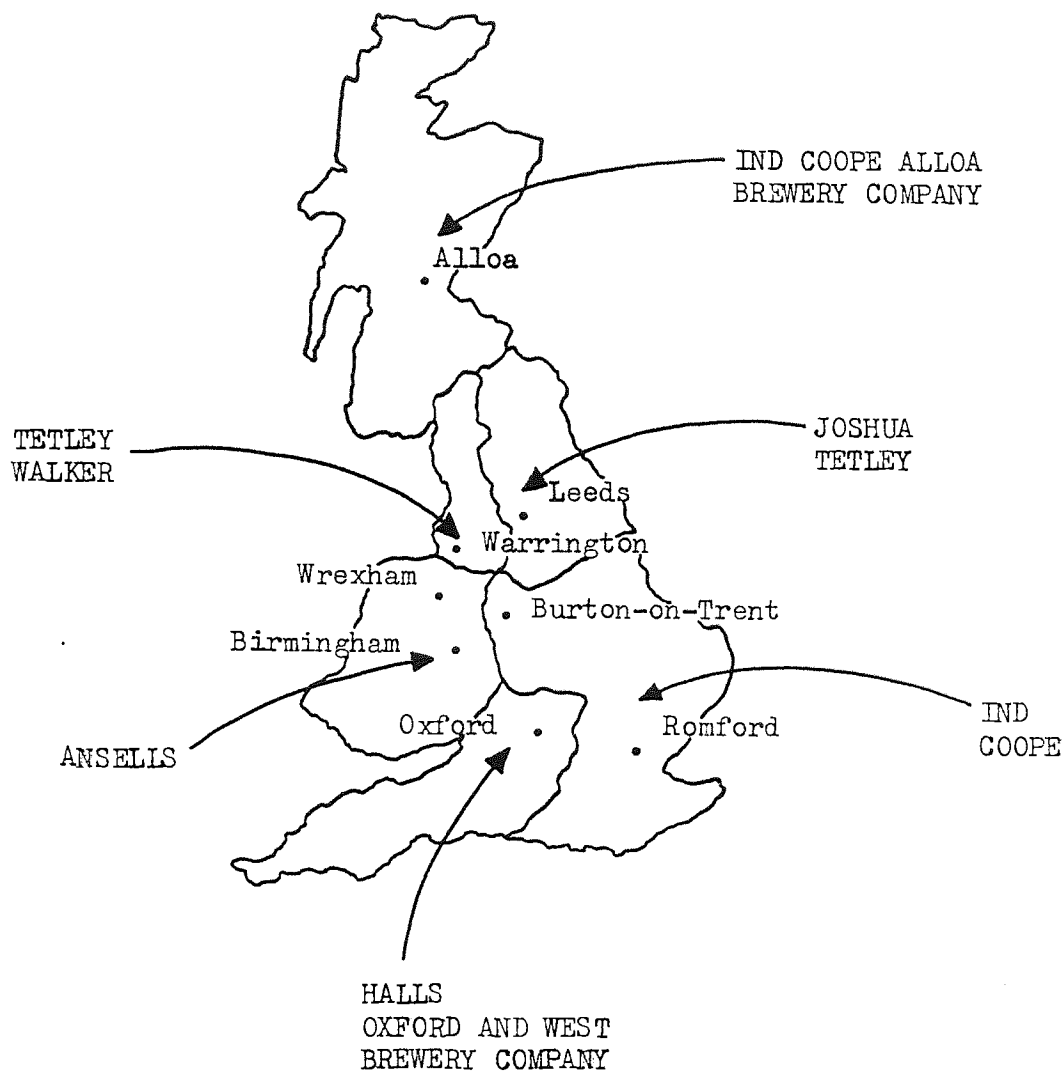 IND COOPE ALLOA
BREWERY COMPANY
Alloa
TETLEY
WALKER
JOSHUA
TETLEY
Leeds
Warrington
Wrexham
Burton-on-Trent
Birmingham
Oxford
Romford
IND
COOPE
ANSELLS
HALLS
OXFORD AND WEST
BREWERY COMPANY